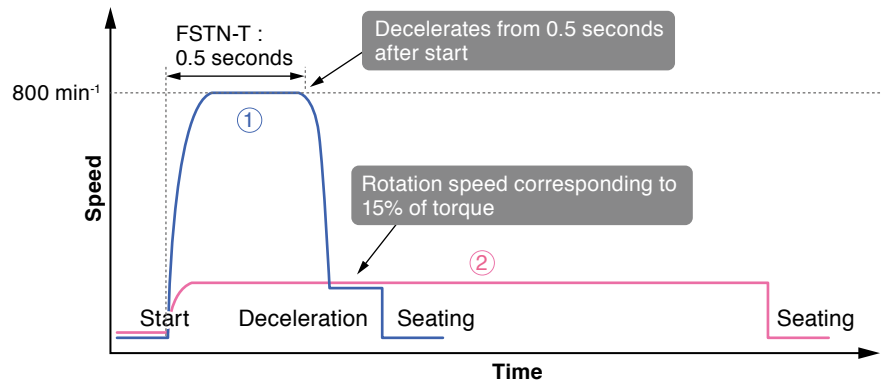 FSTN-T :
0.5 seconds
Decelerates from 0.5 seconds
after start
800 min⁻¹
①
Rotation speed corresponding to
15% of torque
Speed
②
Start
Deceleration
Seating
Seating
Time